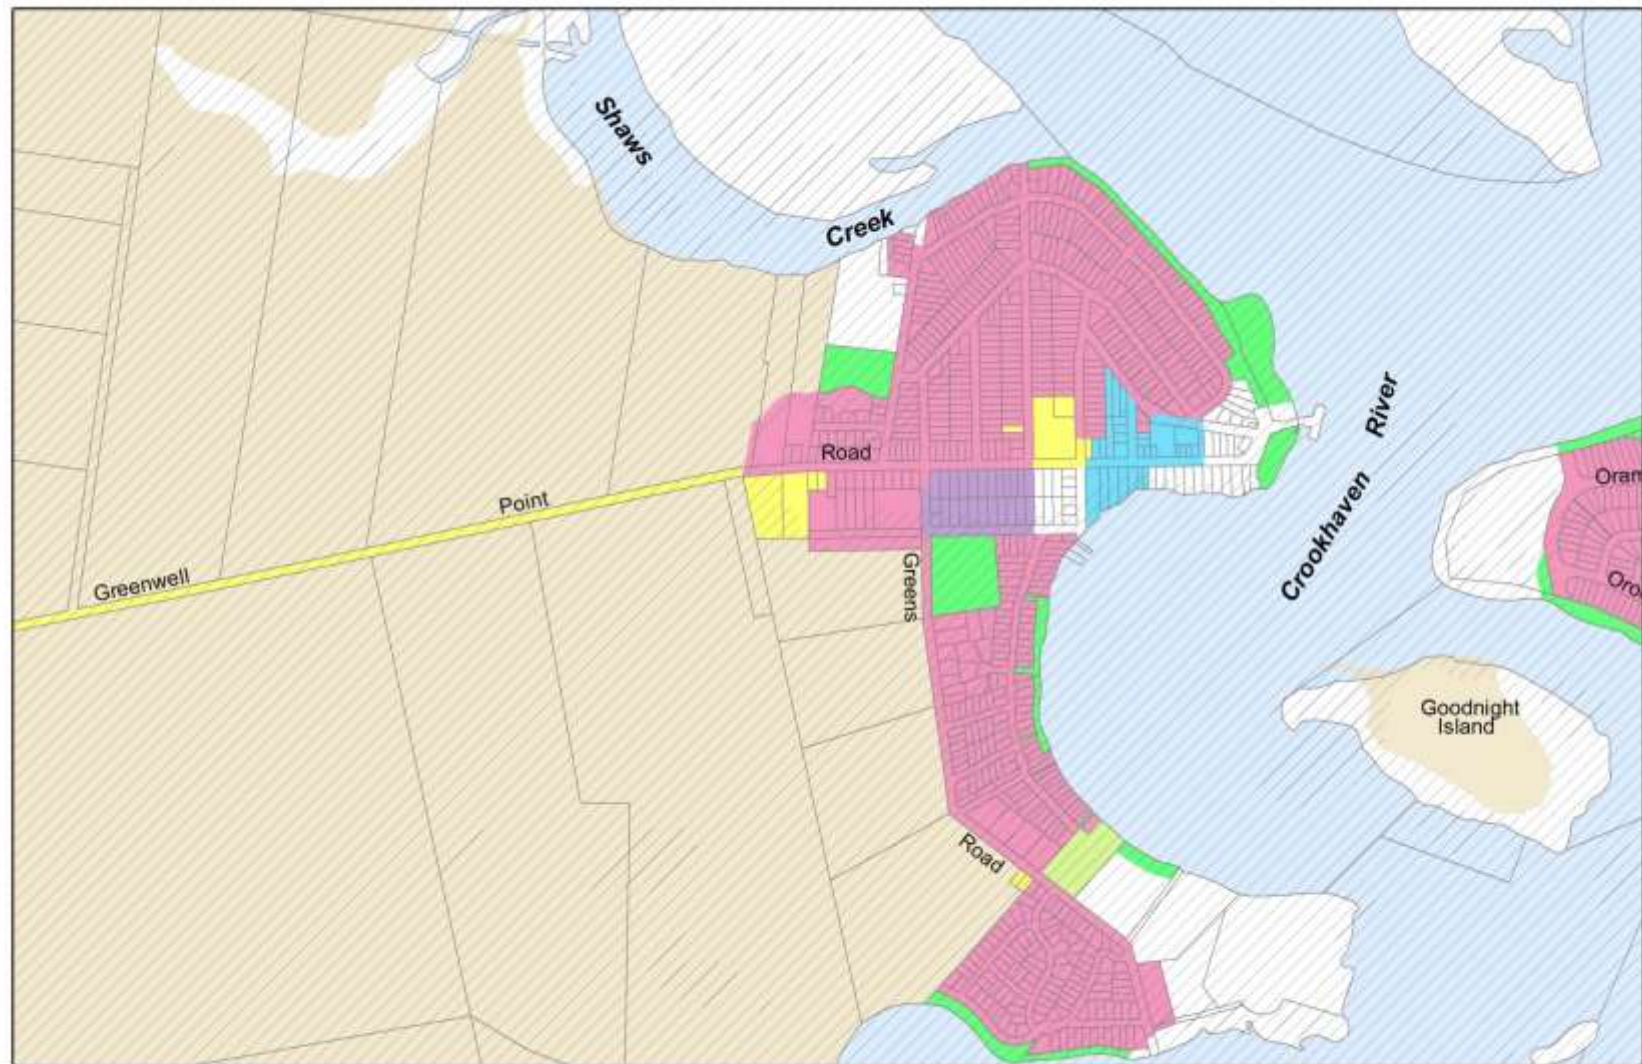 Shaws
Creek
Crookhaven River
Road
Point
Greenwell
Greens
Road
Goodnight
Island